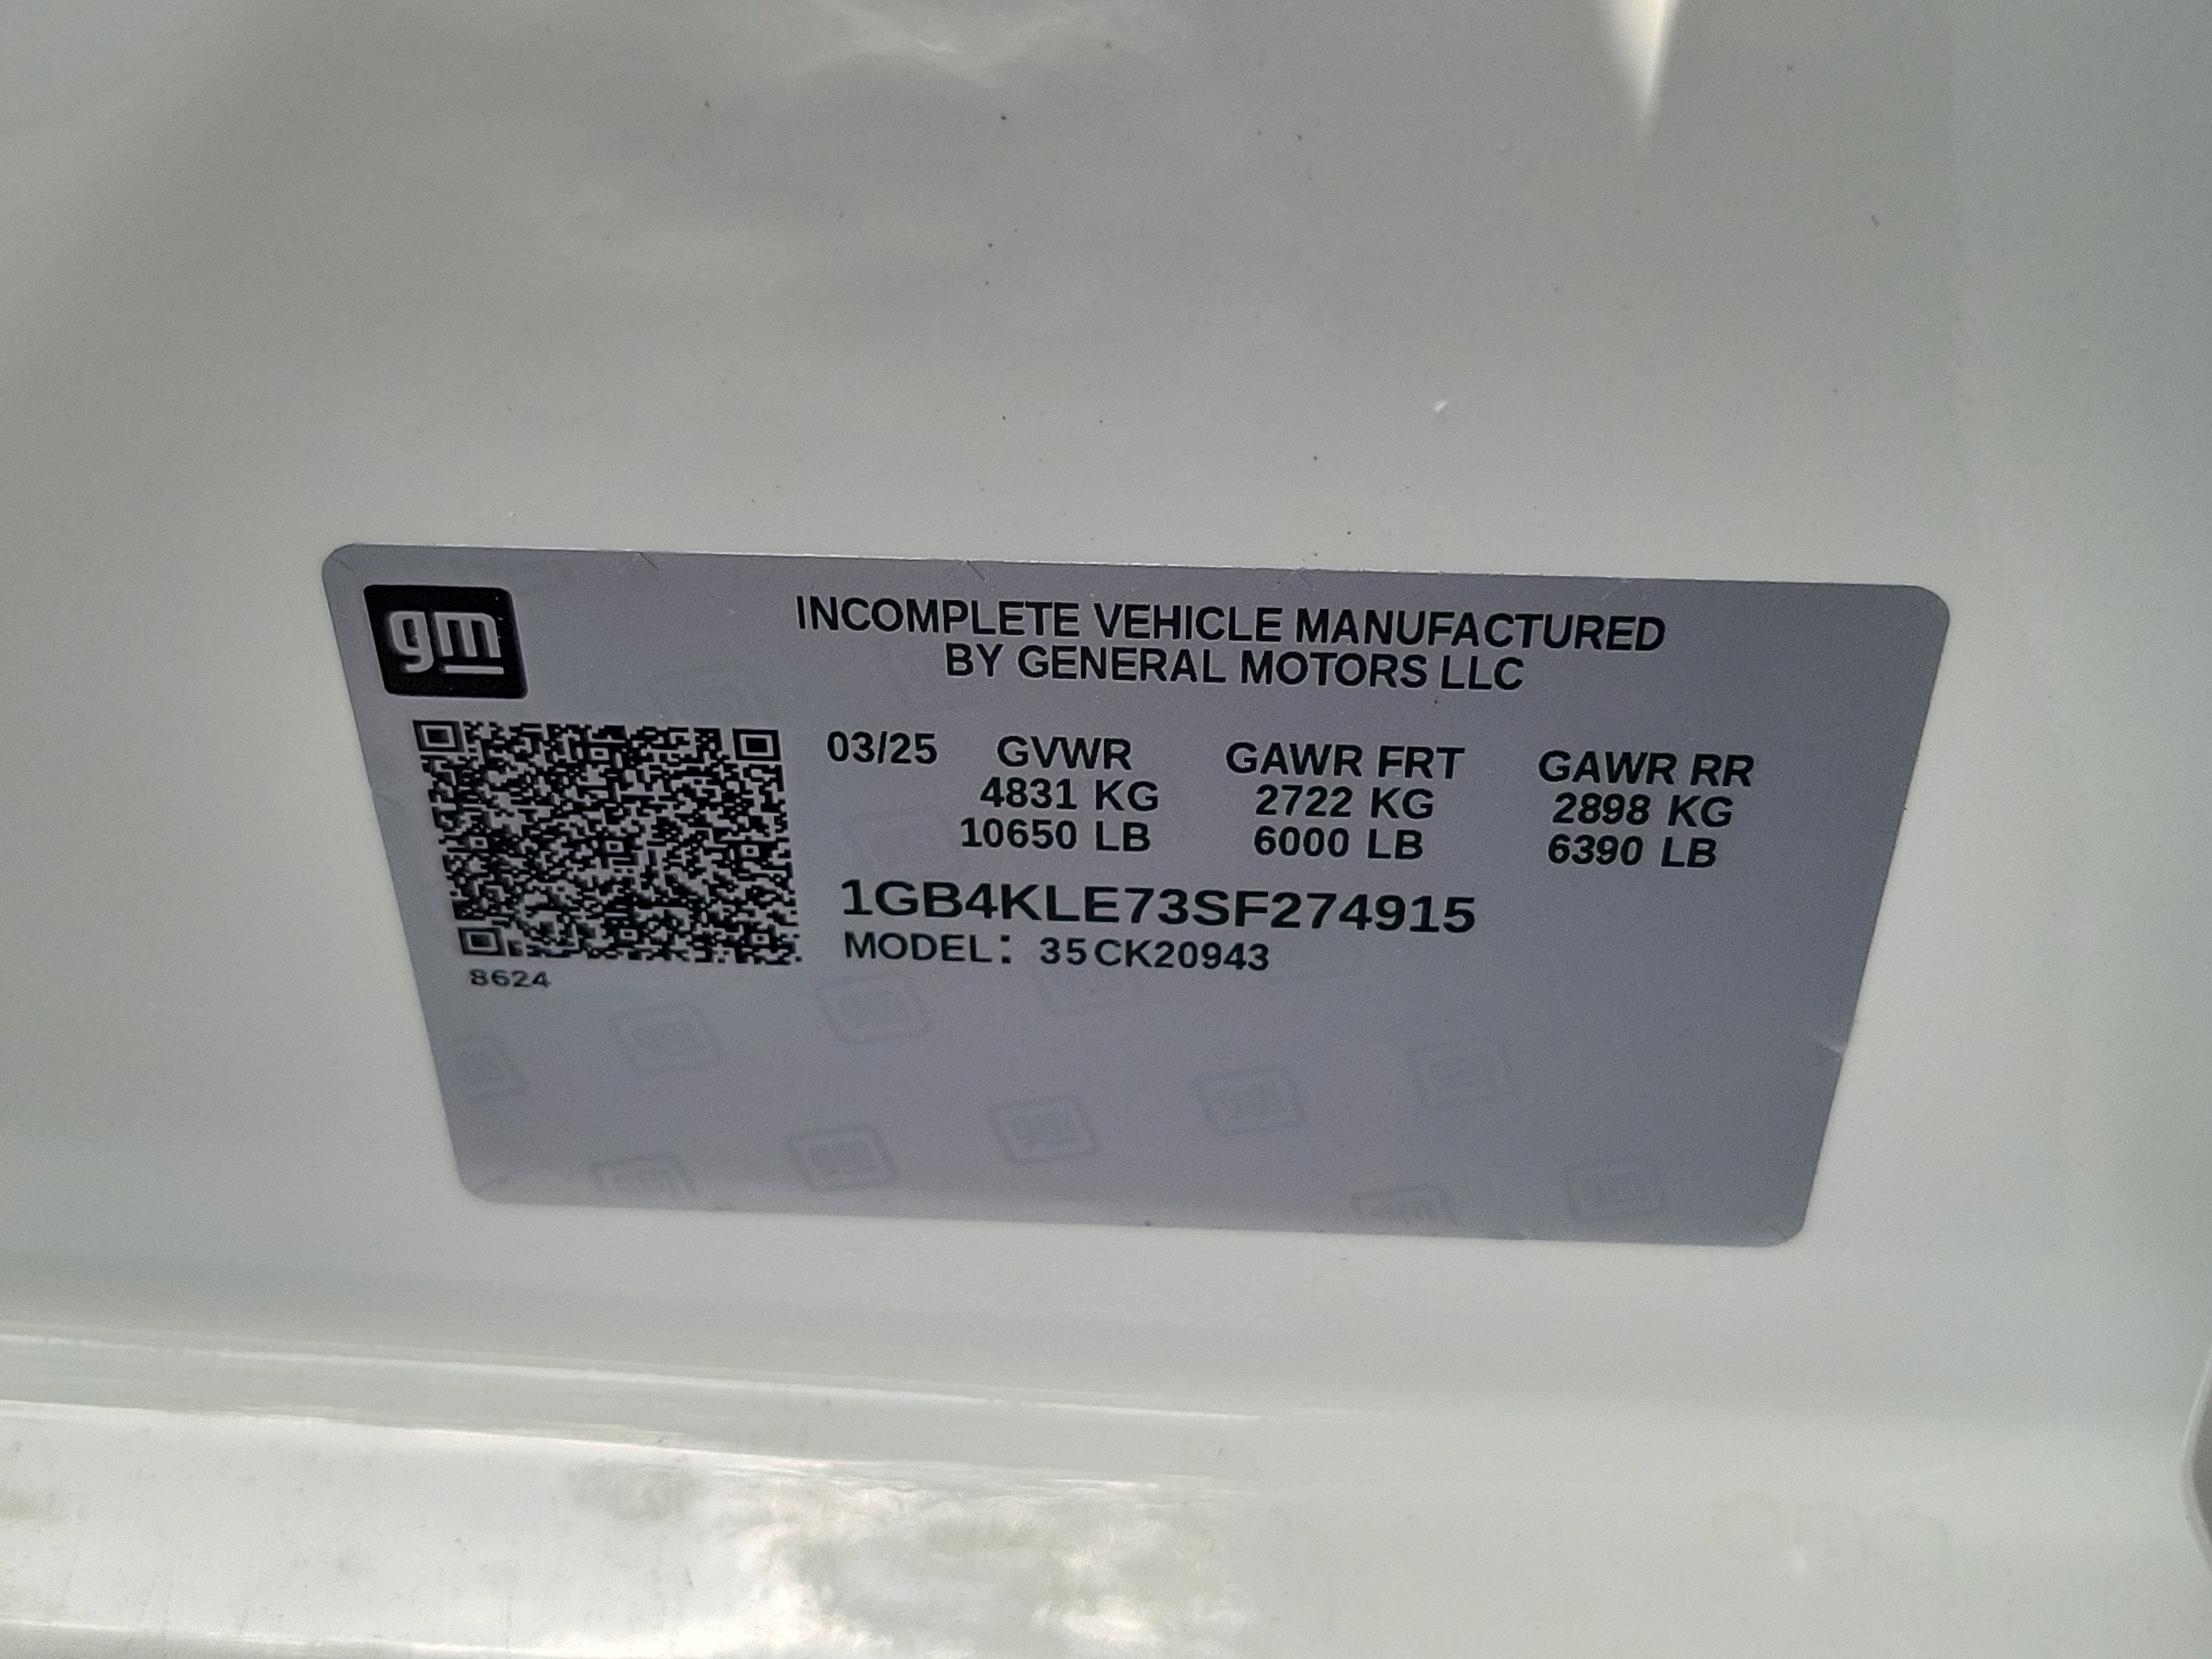 gm
INCOMPLETE VEHICLE MANUFACTURED
BY GENERAL MOTORS LLC
03/25 GVWR GAWR FRT GAWR RR
4831 KG 2722 KG 2898 KG
10650 LB 6000 LB 6390 LB
1GB4KLE73SF274915
MODEL: 35CK20943
8624